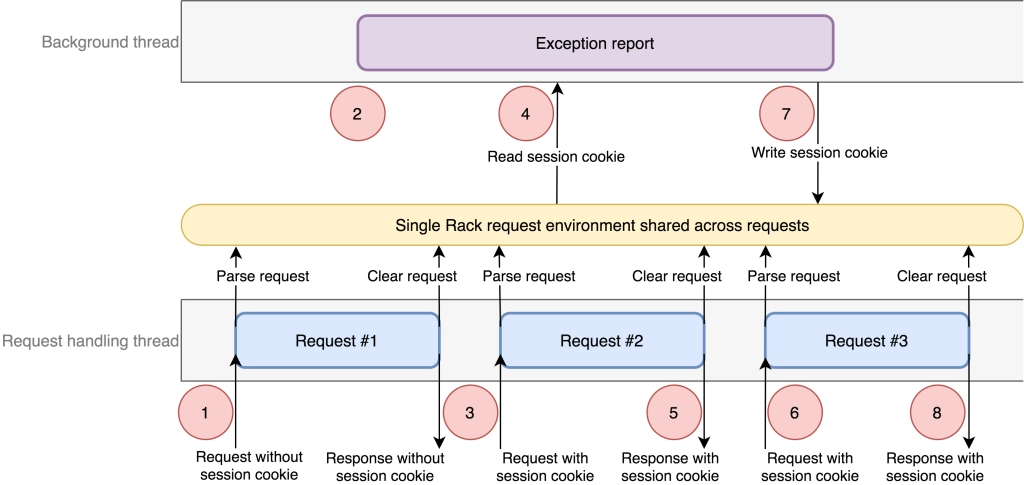 Background thread
Exception report
2
4
7
Read session cookie
Write session cookie
Single Rack request environment shared across requests
Parse request
Clear request
Parse request
Clear request
Parse request
Clear request
Request handling thread
Request #1
Request #2
Request #3
1
3
5
6
8
Request without
session cookie
Response without
session cookie
Request with
session cookie
Response with
session cookie
Request with
session cookie
Response with
session cookie